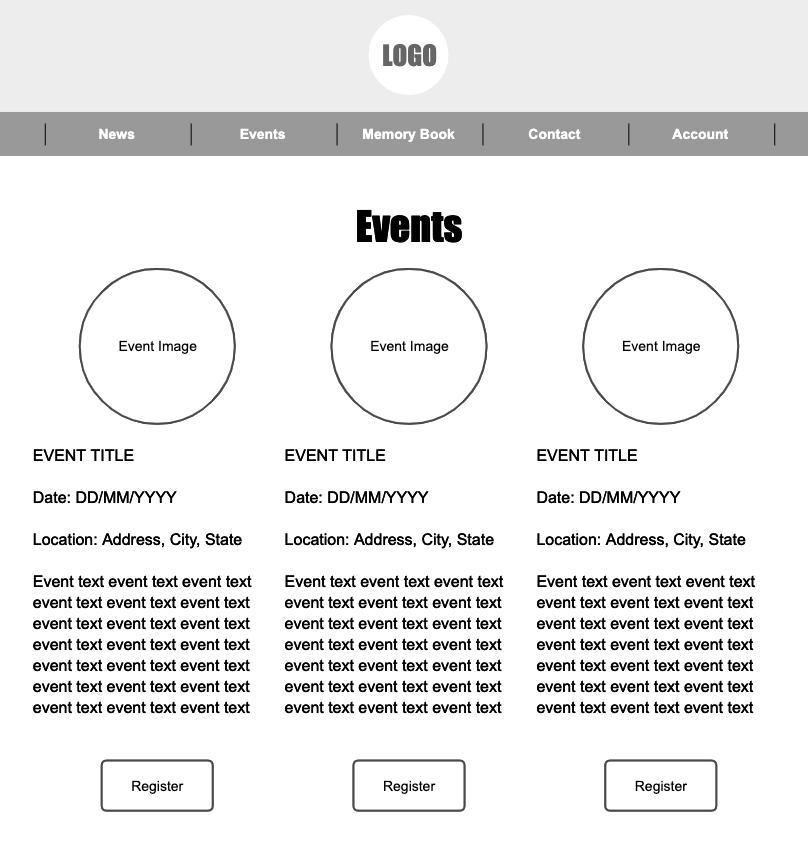 LOGO
News Events Memory Book Contact Account
Events
Event Image Event Image Event Image
EVENT TITLE
Date: DD/MM/YYYY
Location: Address, City, State
Event text event text event text
event text event text event text
event text event text event text
event text event text event text
event text event text event text
event text event text event text
event text event text event text
Register
EVENT TITLE
Date: DD/MM/YYYY
Location: Address, City, State
Event text event text event text
event text event text event text
event text event text event text
event text event text event text
event text event text event text
event text event text event text
event text event text event text
Register
EVENT TITLE
Date: DD/MM/YYYY
Location: Address, City, State
Event text event text event text
event text event text event text
event text event text event text
event text event text event text
event text event text event text
event text event text event text
event text event text event text
Register